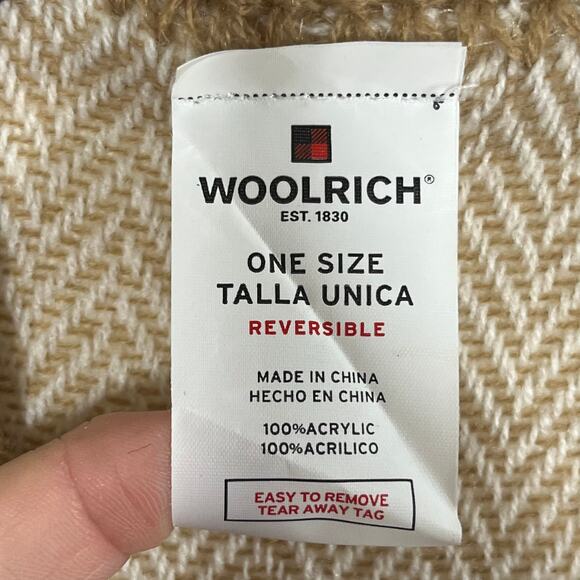 WOOLRICH®
EST. 1830
ONE SIZE
TALLA UNICA
REVERSIBLE
MADE IN CHINA
HECHO EN CHINA
100%ACRYLIC
100%ACRILICO
EASY TO REMOVE
TEAR AWAY TAG